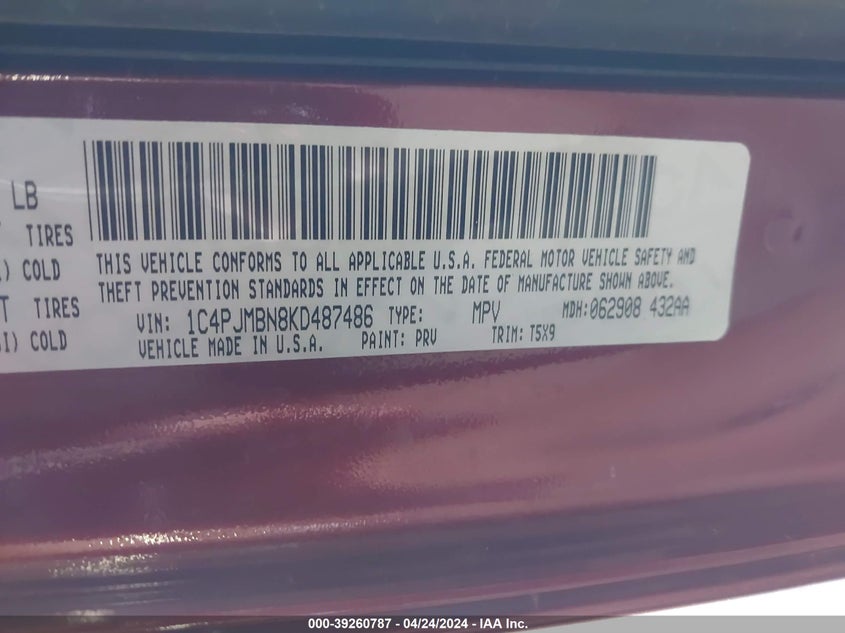 LB
TIRES
) COLD
THIS VEHICLE CONFORMS TO ALL APPLICABLE U.S.A. FEDERAL MOTOR VEHICLE SAFETY AND
THEFT PREVENTION STANDARDS IN EFFECT ON THE DATE OF MANUFACTURE SHOWN ABOVE.
T TIRES
VIN: 1C4PJMBN8KD487486 TYPE: MPV MDH:062908 432AA
I) COLD
VEHICLE MADE IN U.S.A. PAINT: PRV TRIM: T5X9
000-39260787 - 04/24/2024 - IAA Inc.